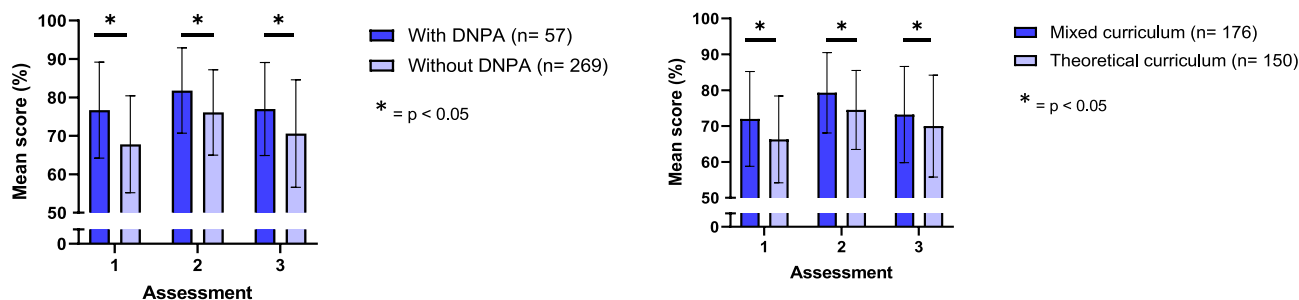 Mean score (%)
100
90
80
70
60
50
0
* * *
1 2 3
Assessment
With DNPA (n= 57)
Without DNPA (n= 269)
* = p < 0.05
Mean score (%)
100
90
80
70
60
50
0
* * *
1 2 3
Assessment
Mixed curriculum (n= 176)
Theoretical curriculum (n= 150)
* = p < 0.05